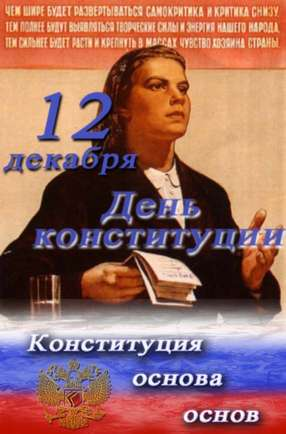 ЧЕМ ШИРЕ БУДЕТ РАЗВЕРТЫВАТЬСЯ САМОКРИТИКА И КРИТИКА СНИЗУ,
ТЕМ ПОЛНЕЕ БУДУТ ВЫЯВЛЯТЬСЯ ТВОРЧЕСКИЕ СИЛЫ И ЭНЕРГИЯ НАШЕГО НАРОДА,
ТЕМ СИЛЬНЕЕ БУДЕТ РАСТИ И КРЕПНУТЬ В МАССАХ ЧУВСТВО ХОЗЯИНА СТРАНЫ.
12
декабря
День
конституции
Конституция
основа
основ